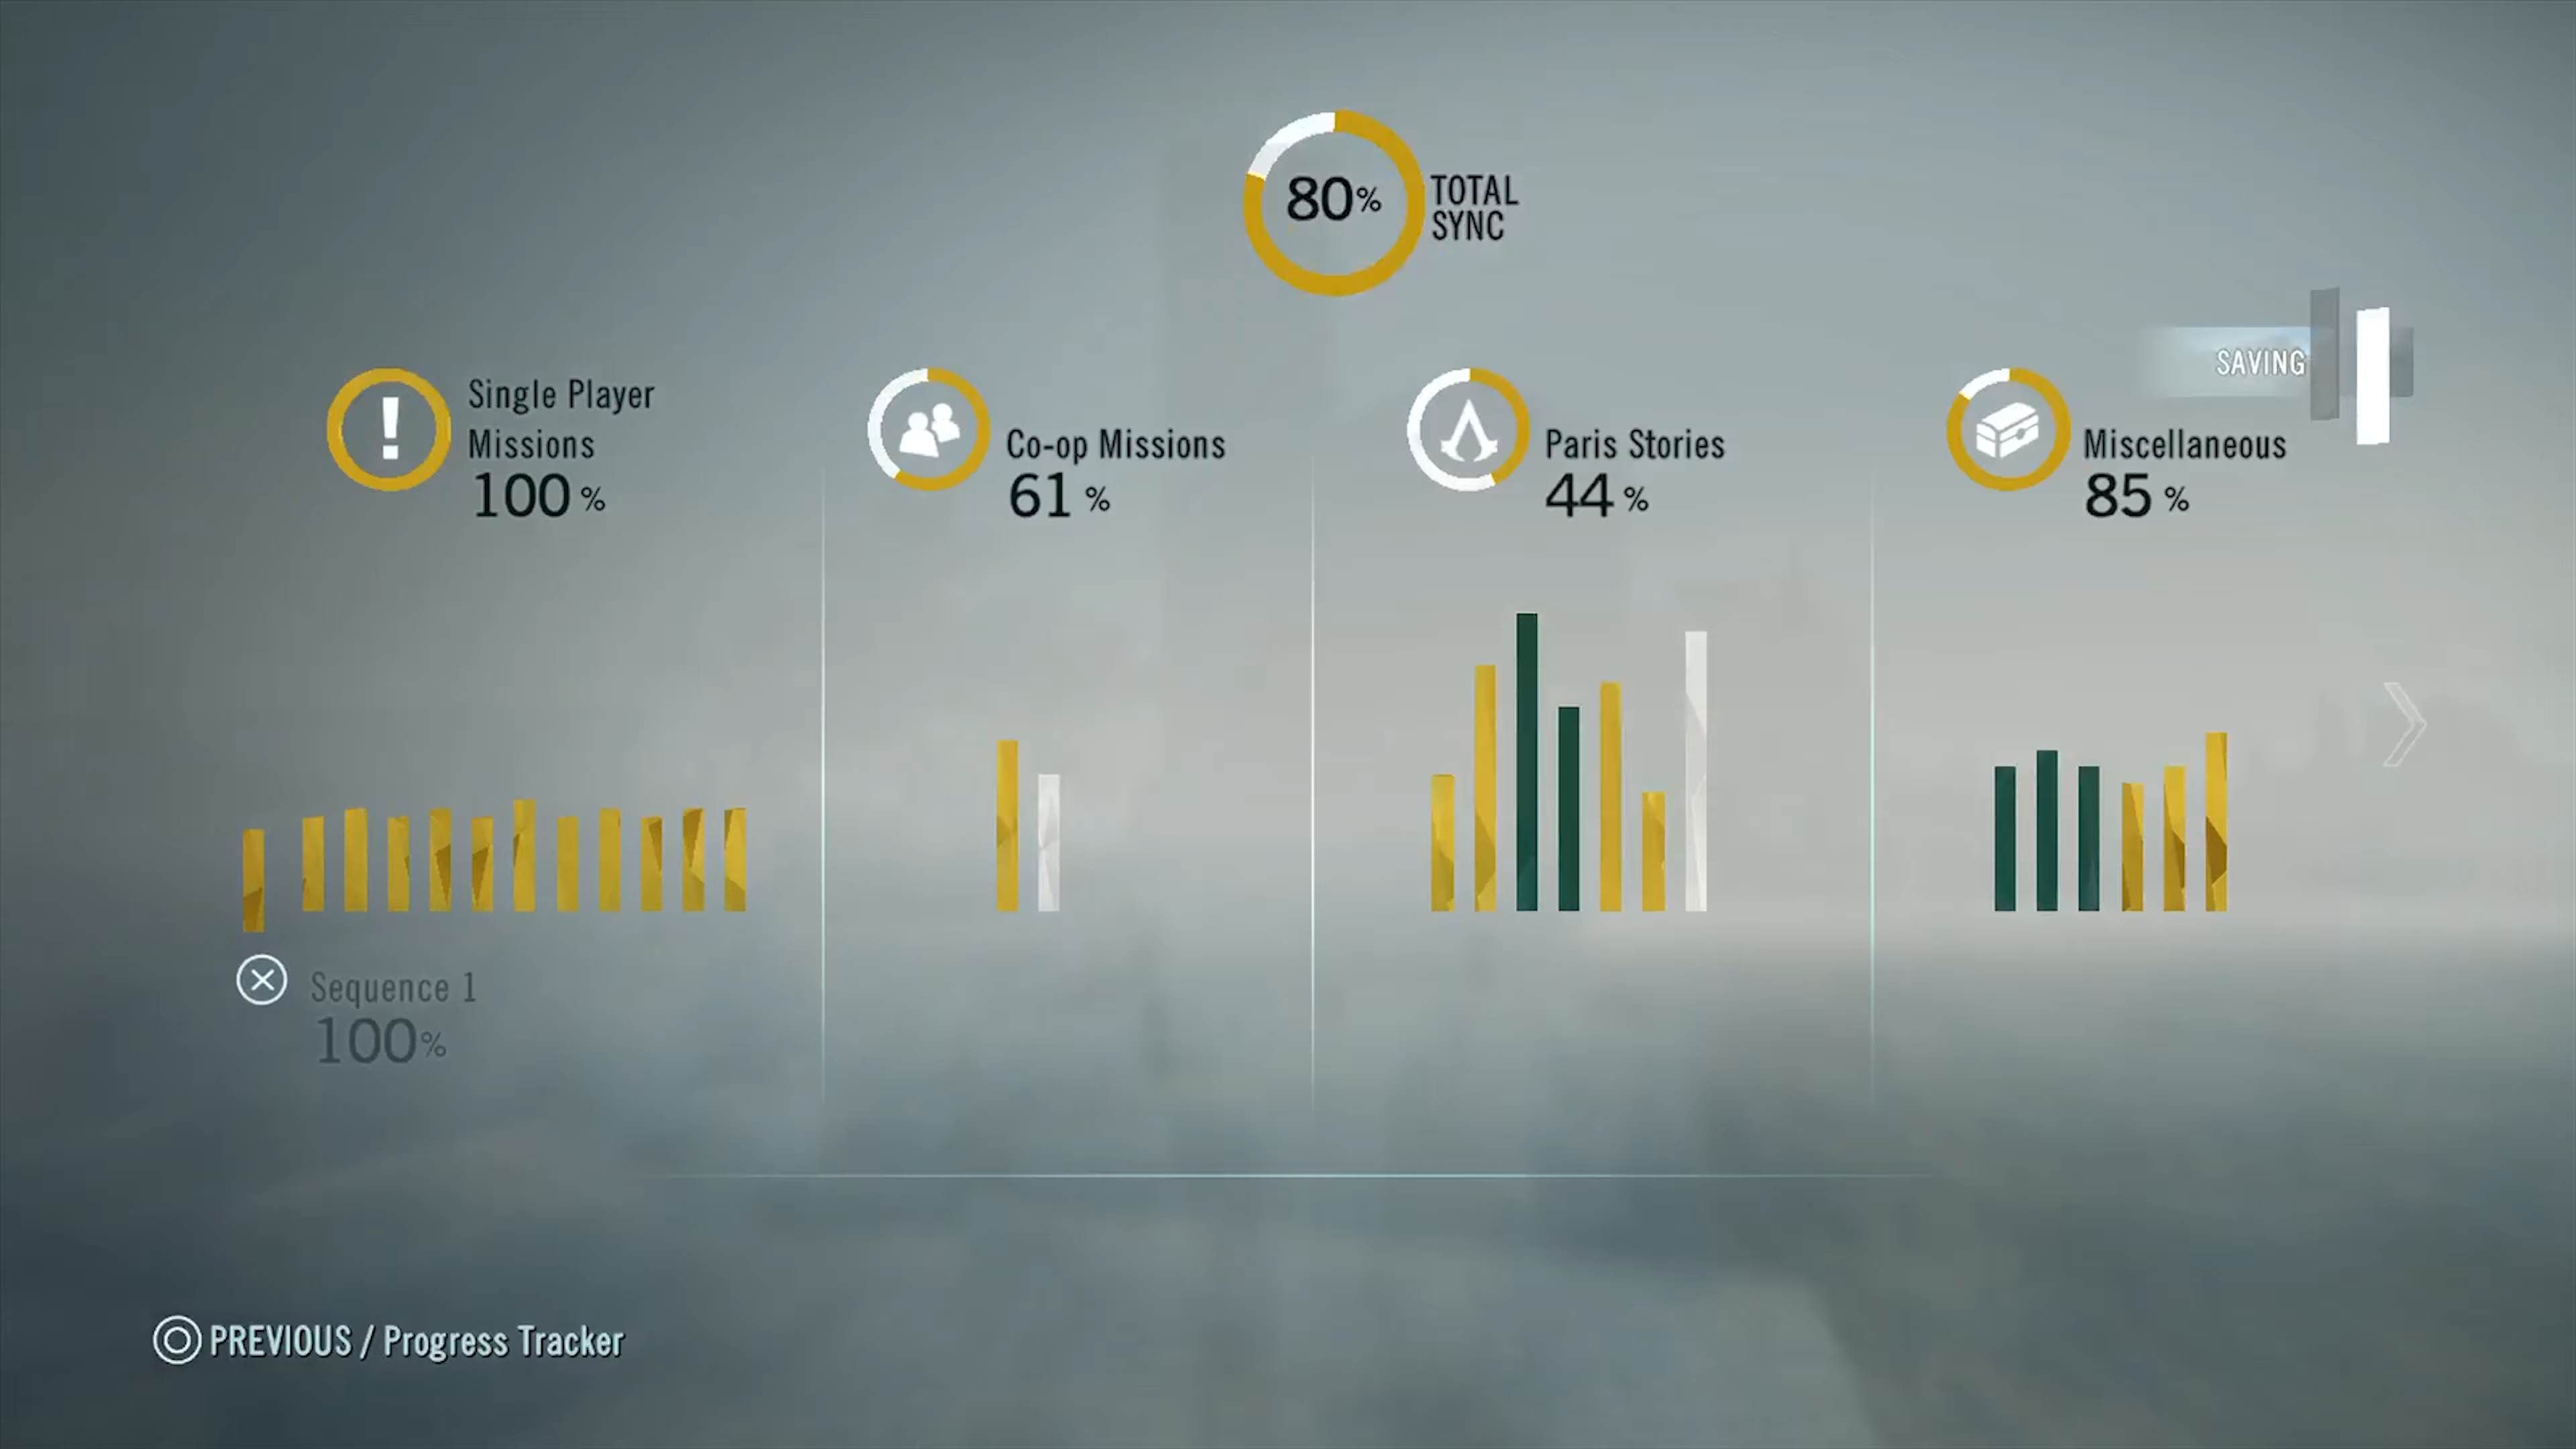 80%
TOTAL
SYNC
SAVING
Single Player
Missions
100 %
Co-op Missions
61 %
Paris Stories
44 %
Miscellaneous
85 %
Sequence 1
100%
PREVIOUS / Progress Tracker